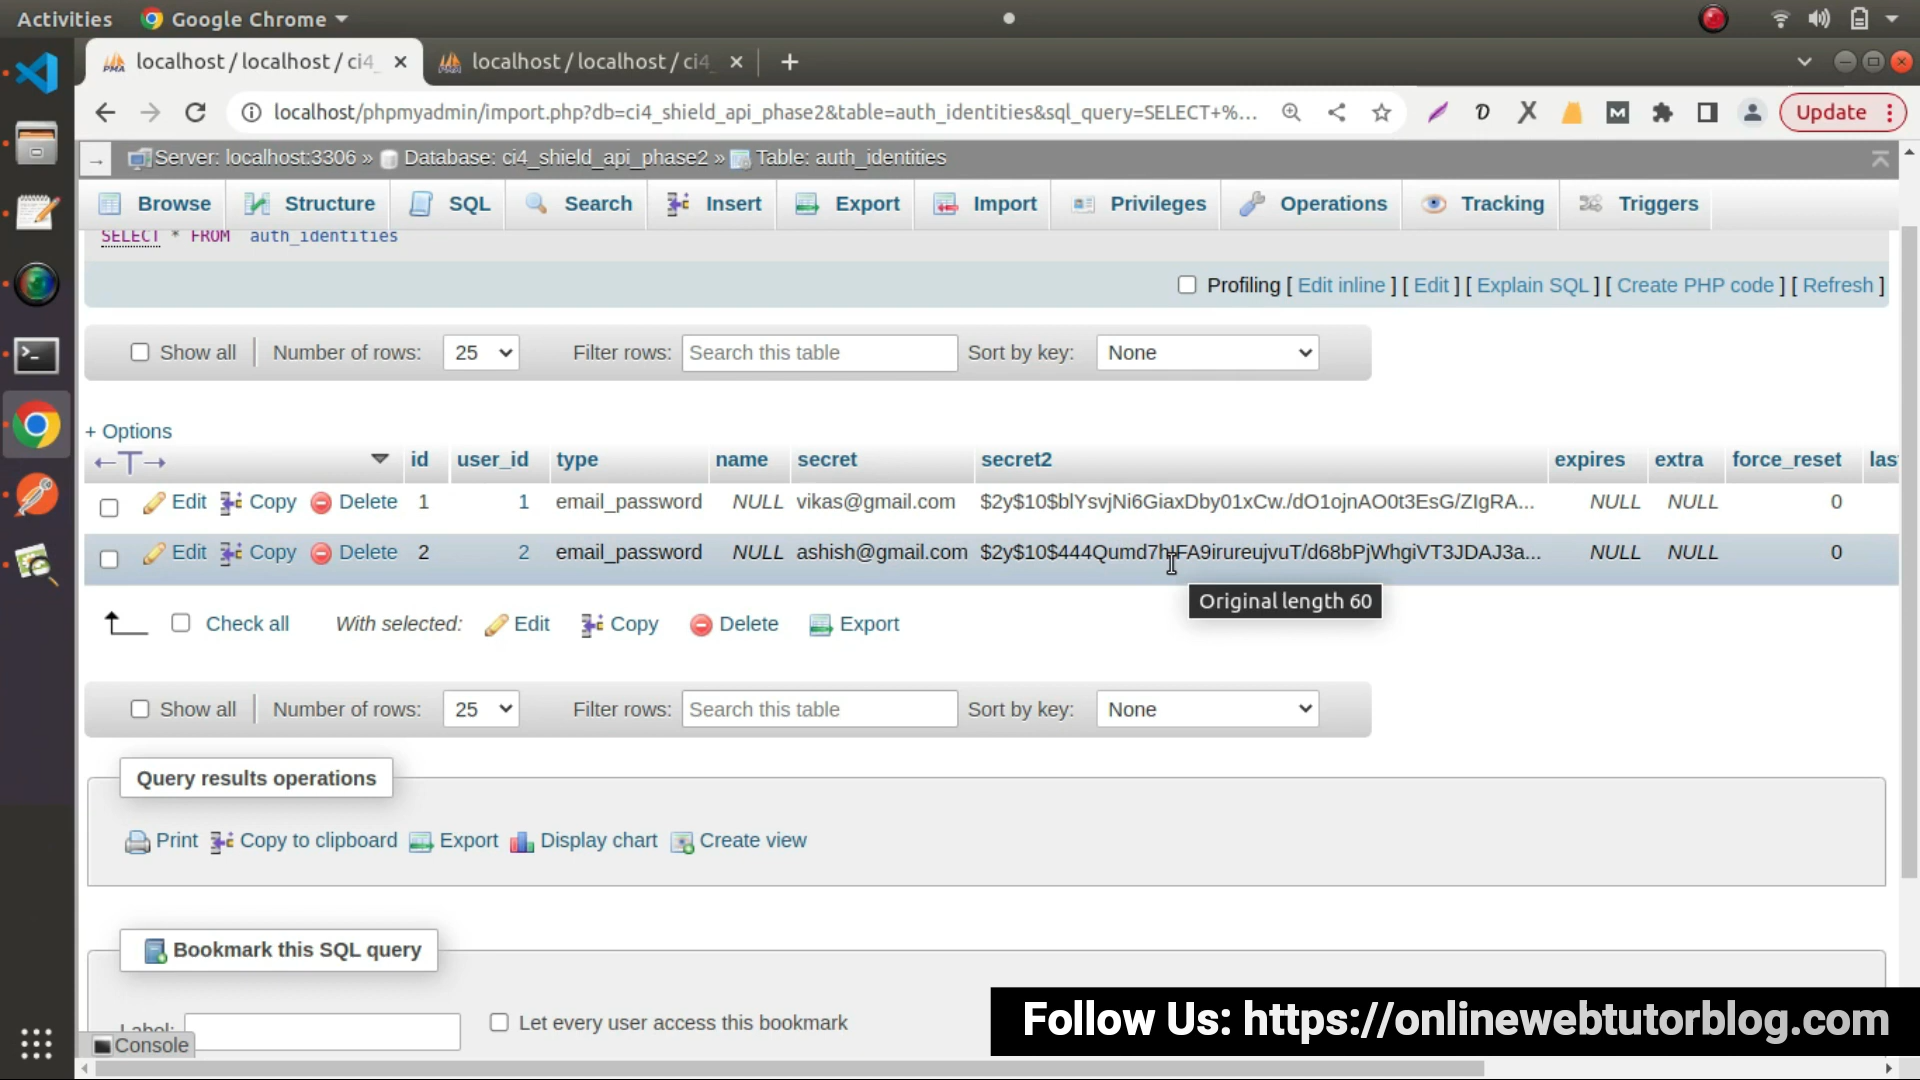 Activities Google Chrome
localhost / localhost / ci4_ localhost / localhost / ci4_
localhost/phpmyadmin/import.php?db=ci4_shield_api_phase2&table=auth_identities&sql_query=SELECT+%... Update
Server: localhost:3306 » Database: ci4_shield_api_phase2 » Table: auth_identities
Browse Structure SQL Search Insert Export Import Privileges Operations Tracking Triggers
SELECT * FROM auth_identities
Profiling [ Edit inline ] [ Edit ] [ Explain SQL ] [ Create PHP code ] [ Refresh ]
Show all Number of rows: 25 Filter rows: Search this table Sort by key: None
+ Options
id user_id type name secret secret2 expires extra force_reset las
Edit Copy Delete 1 1 email_password NULL vikas@gmail.com $2y$10$blYsvjNi6GiaxDby01xCw./dO1ojnAO0t3EsG/ZIgRA... NULL NULL 0
Edit Copy Delete 2 2 email_password NULL ashish@gmail.com NULL NULL 0
Original length 60
Check all With selected: Edit Copy Delete Export
Show all Number of rows: 25 Filter rows: Search this table Sort by key: None
Query results operations
Print Copy to clipboard Export Display chart Create view
Bookmark this SQL query
Label: Let every user access this bookmark
Console
Follow Us: https://onlinewebtutorblog.com